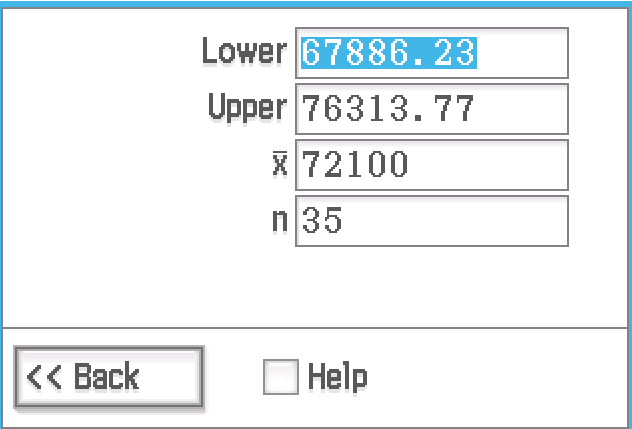 Lower 67886.23
Upper 76313.77
x̄ 72100
n 35
<< Back Help